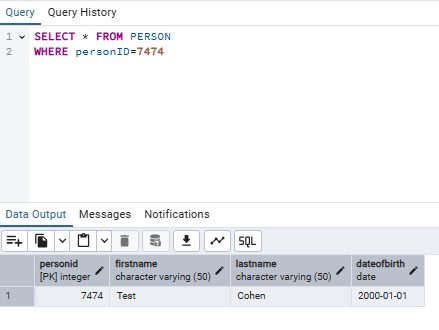 Query Query History
1 SELECT * FROM PERSON
2 WHERE personID=7474
Data Output Messages Notifications
SQL
personid firstname lastname dateofbirth
[PK] integer character varying (50) character varying (50) date
1 7474 Test Cohen 2000-01-01